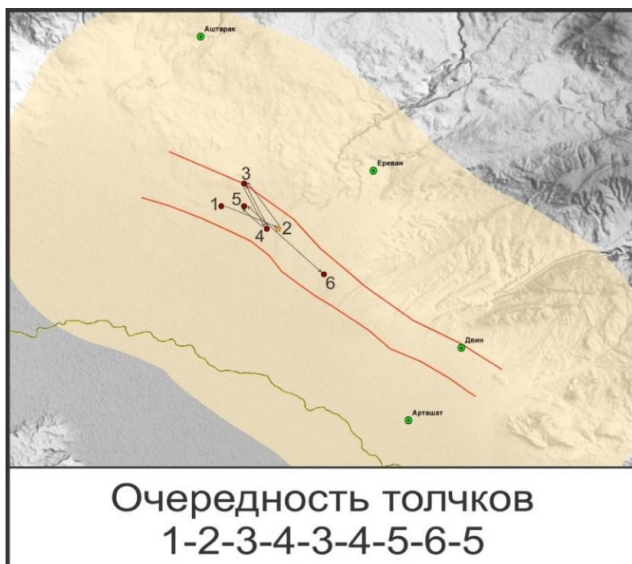 Аштарак
Ереван
3
1
5
2
4
6
Двин
Арташат
Очередность толчков
1-2-3-4-3-4-5-6-5